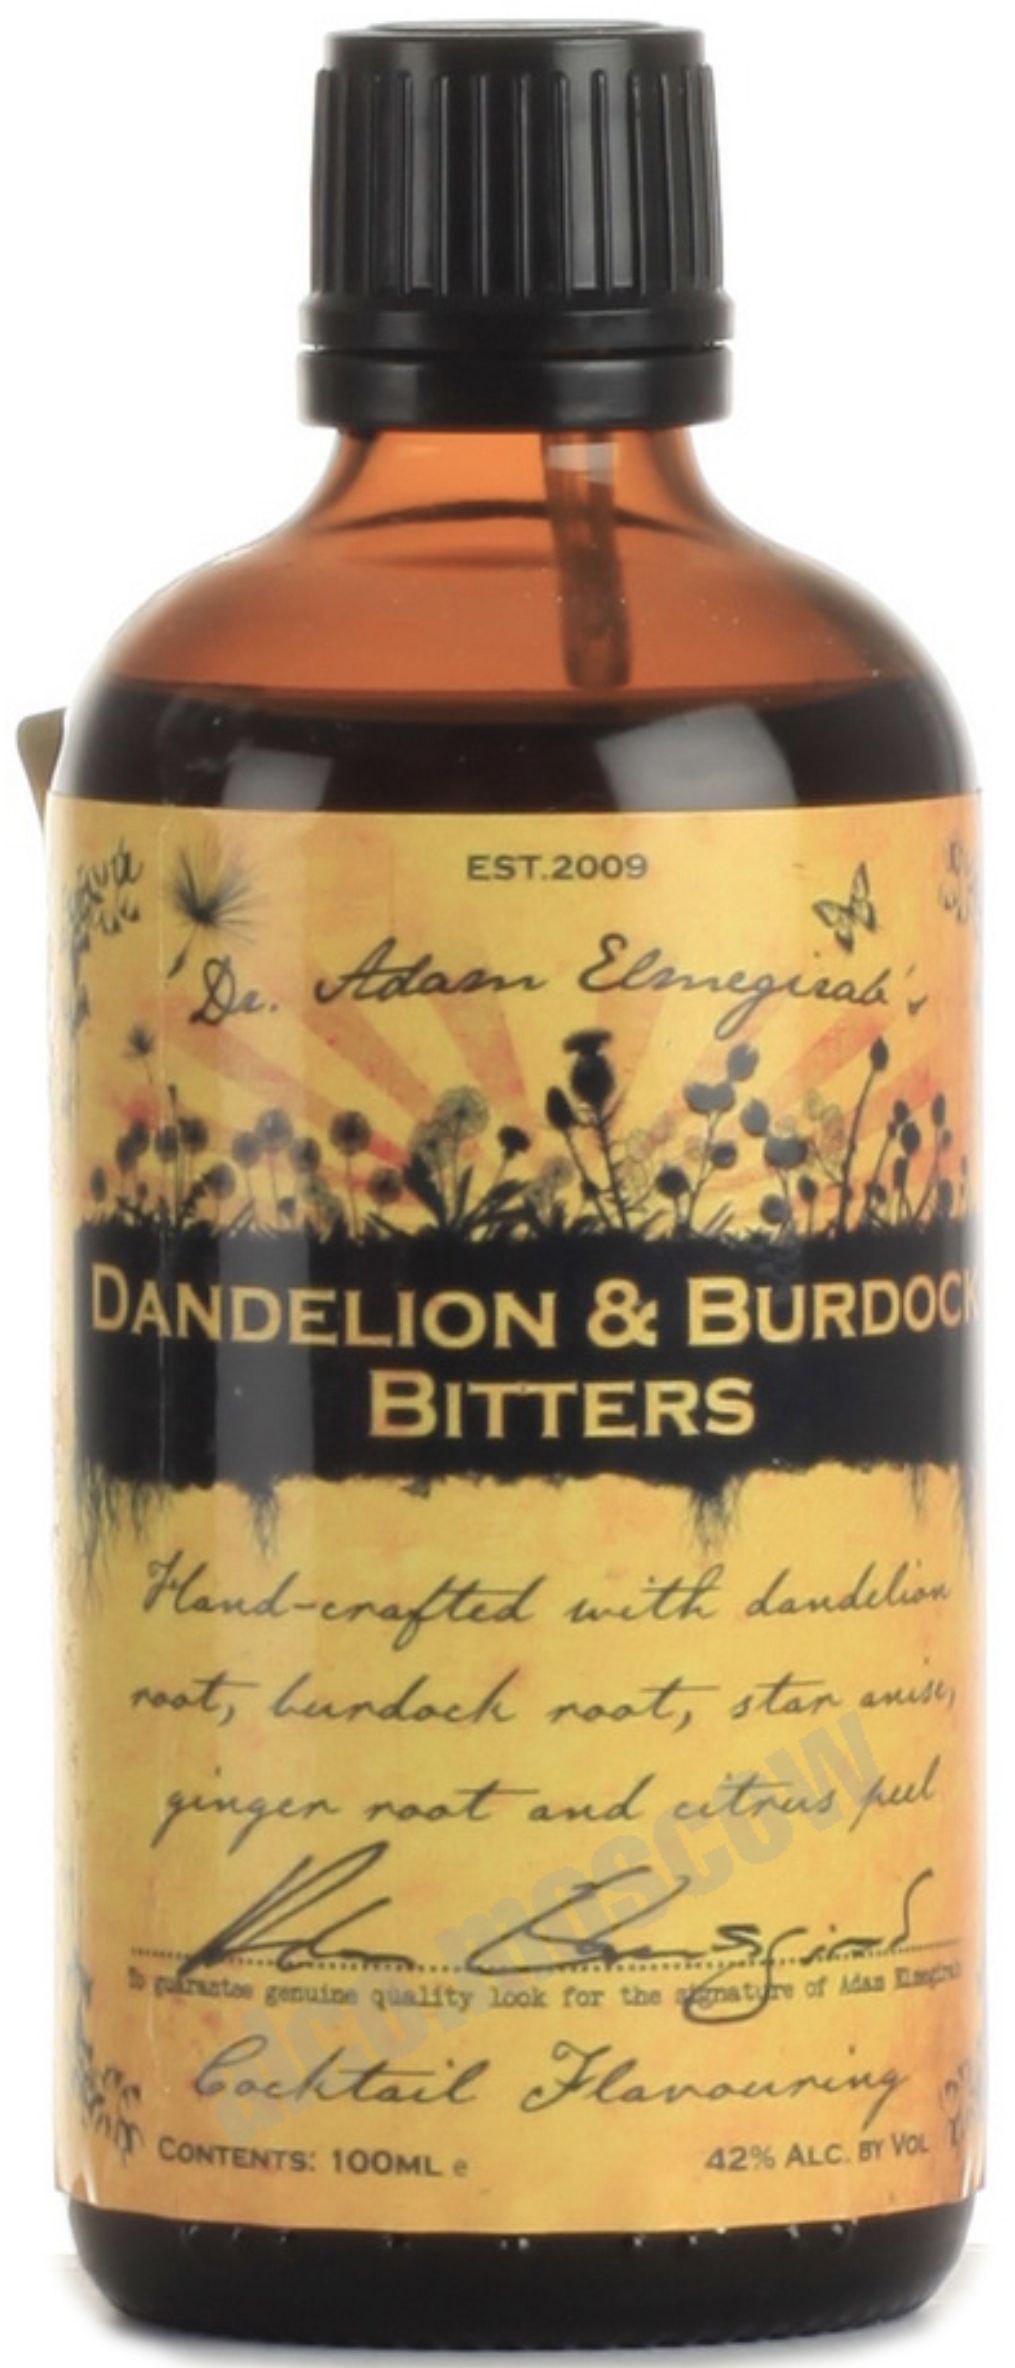 EST.2009
Dr. Adam Elmegirab's
DANDELION & BURDOCK
BITTERS
Hand-crafted with dandelion
root, burdock root, star anise,
ginger root and citrus peel
To guarantee genuine quality look for the signature of Adam Elmegirab
Cocktail Flavouring
CONTENTS: 100ML e
42% ALC. BY VOL